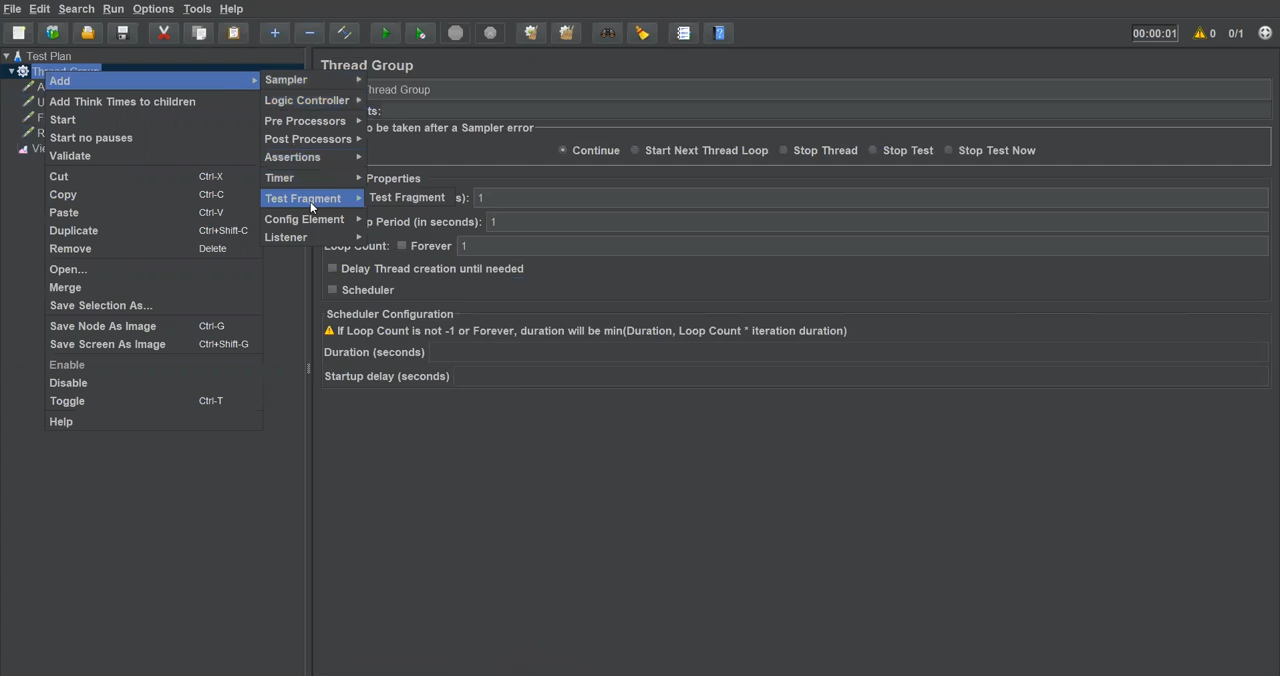 File Edit Search Run Options Tools Help
00:00:01 0 0/1
Test Plan
Thread Group
Thread Group
Add
Sampler
Thread Group
Logic Controller
ts:
Add Think Times to children
Start
Pre Processors
o be taken after a Sampler error
Start no pauses
Post Processors
Continue Start Next Thread Loop Stop Thread Stop Test Stop Test Now
Validate
Assertions
Cut Ctrl-X
Timer
Properties
Copy Ctrl-C
Test Fragment
Test Fragment
s): 1
Paste Ctrl-V
Config Element
p Period (in seconds): 1
Duplicate Ctrl+Shift-C
Listener
Loop Count: Forever 1
Remove Delete
Delay Thread creation until needed
Open...
Scheduler
Merge
Scheduler Configuration
Save Selection As...
If Loop Count is not -1 or Forever, duration will be min(Duration, Loop Count * iteration duration)
Save Node As Image Ctrl-G
Duration (seconds)
Save Screen As Image Ctrl+Shift-G
Startup delay (seconds)
Enable
Disable
Toggle Ctrl-T
Help